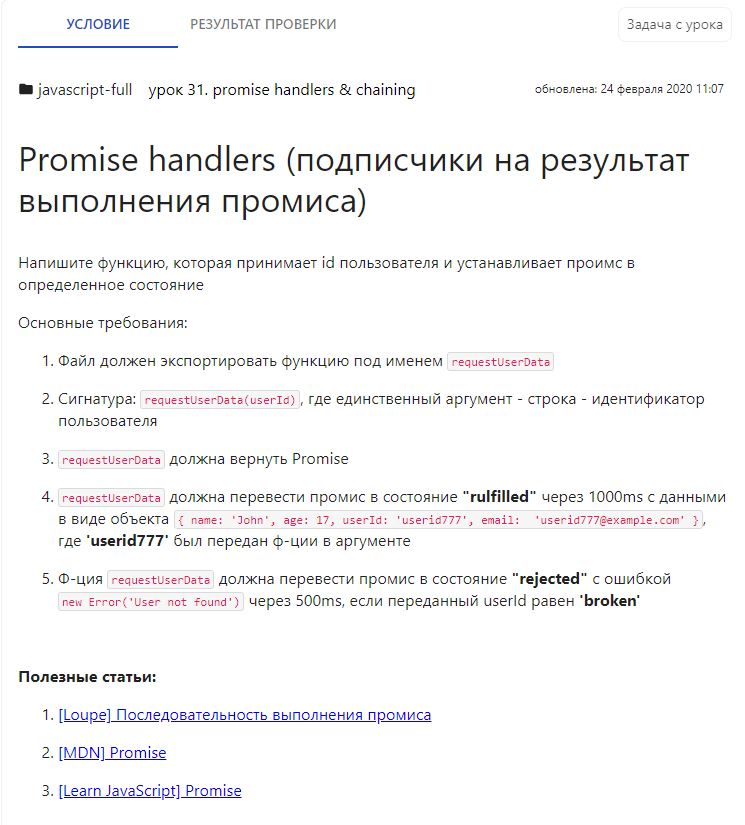 УСЛОВИЕ
РЕЗУЛЬТАТ ПРОВЕРКИ
Задача с урока
javascript-full урок 31. promise handlers & chaining
обновлена: 24 февраля 2020 11:07
Promise handlers (подписчики на результат
выполнения промиса)
Напишите функцию, которая принимает id пользователя и устанавливает проимс в
определенное состояние
Основные требования:
1. Файл должен экспортировать функцию под именем requestUserData
2. Сигнатура: requestUserData(userId), где единственный аргумент - строка - идентификатор
пользователя
3. requestUserData должна вернуть Promise
4. requestUserData должна перевести промис в состояние "rulfilled" через 1000ms с данными
в виде объекта { name: 'John', age: 17, userId: 'userid777', email:  'userid777@example.com' },
где 'userid777' был передан ф-ции в аргументе
5. Ф-ция requestUserData должна перевести промис в состояние "rejected" с ошибкой
new Error('User not found') через 500ms, если переданный userId равен 'broken'
Полезные статьи:
1. [Loupe] Последовательность выполнения промиса
2. [MDN] Promise
3. [Learn JavaScript] Promise